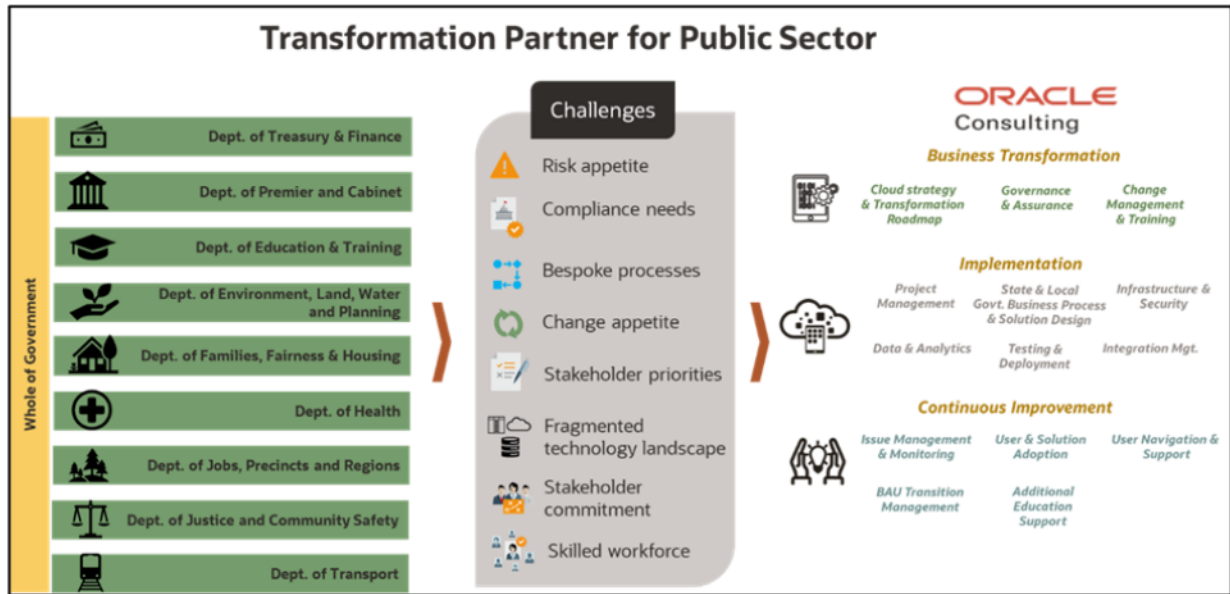 Transformation Partner for Public Sector
Whole of Government
Dept. of Treasury & Finance
Dept. of Premier and Cabinet
Dept. of Education & Training
Dept. of Environment, Land, Water
and Planning
Dept. of Families, Fairness & Housing
Dept. of Health
Dept. of Jobs, Precincts and Regions
Dept. of Justice and Community Safety
Dept. of Transport
Challenges
Risk appetite
Compliance needs
Bespoke processes
Change appetite
Stakeholder priorities
Fragmented
technology landscape
Stakeholder
commitment
Skilled workforce
ORACLE
Consulting
Business Transformation
Cloud strategy
& Transformation
Roadmap
Governance
& Assurance
Change
Management
& Training
Implementation
Project
Management
State & Local
Govt. Business Process
& Solution Design
Infrastructure &
Security
Data & Analytics
Testing &
Deployment
Integration Mgt.
Continuous Improvement
Issue Management
& Monitoring
User & Solution
Adoption
User Navigation &
Support
BAU Transition
Management
Additional
Education
Support